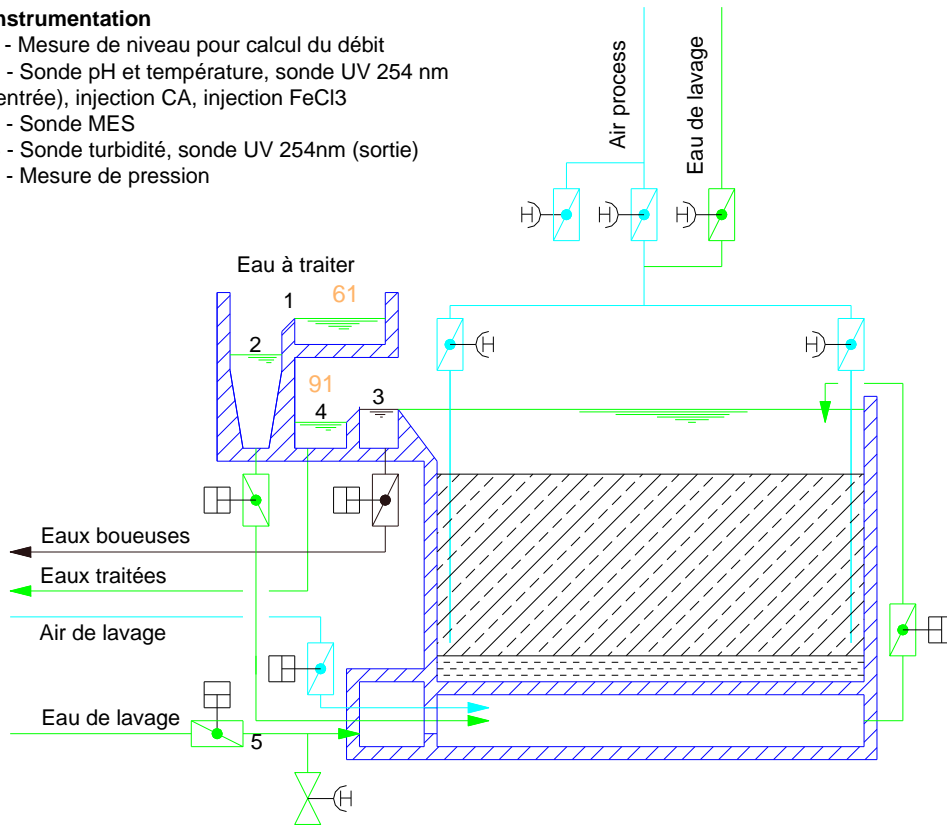 nstrumentation
- Mesure de niveau pour calcul du débit
- Sonde pH et température, sonde UV 254 nm
entrée), injection CA, injection FeCl3
- Sonde MES
- Sonde turbidité, sonde UV 254nm (sortie)
- Mesure de pression
Air process
Eau de lavage
Eau à traiter
1
61
2
91
3
4
Eaux boueuses
Eaux traitées
Air de lavage
Eau de lavage
5